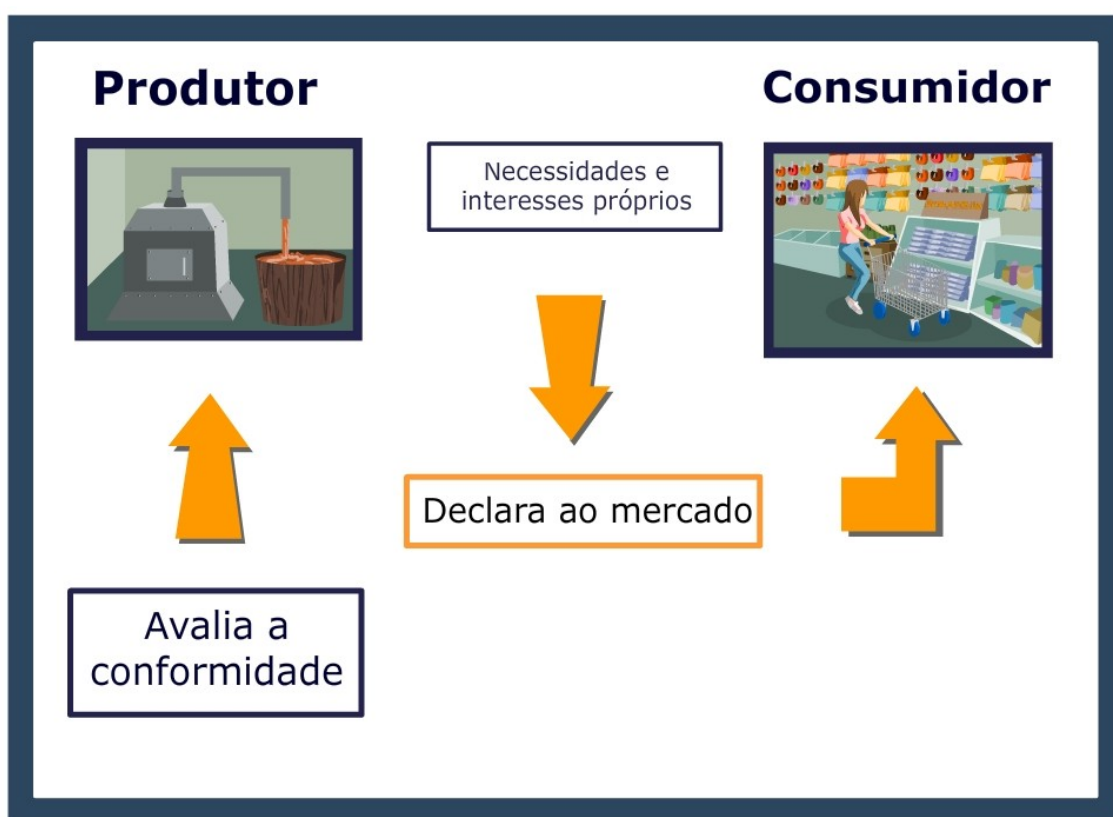 Produtor
Consumidor
Necessidades e
interesses próprios
Declara ao mercado
Avalia a
conformidade